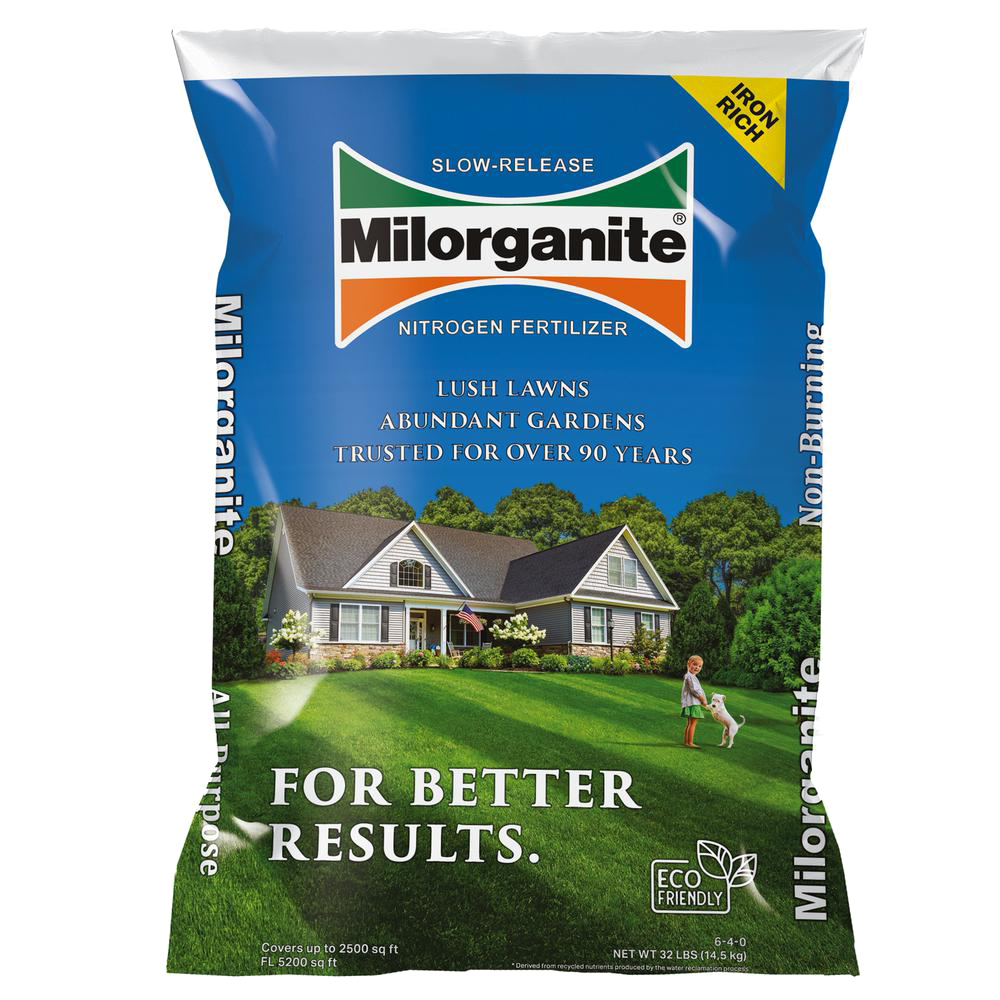 IRON
RICH
SLOW-RELEASE
Milorganite®
NITROGEN FERTILIZER
LUSH LAWNS
ABUNDANT GARDENS
TRUSTED FOR OVER 90 YEARS
Milorganite
Non-Burning
All Purpose
Milorganite
FOR BETTER
RESULTS.
ECO
FRIENDLY
Covers up to 2500 sq ft
FL 5200 sq ft
6-4-0
NET WT 32 LBS (14,5 kg)
* Derived from recycled nutrients produced by the water reclamation process